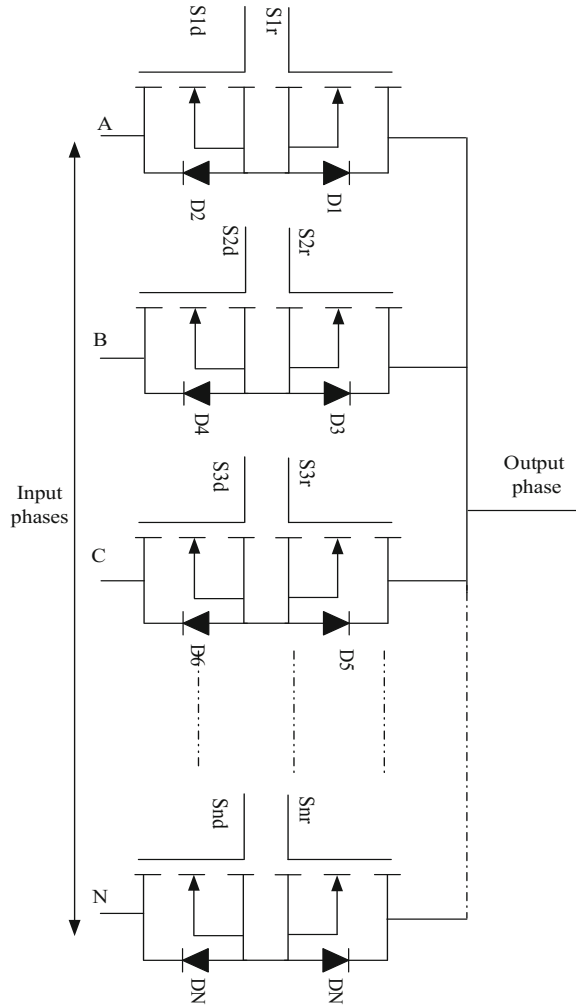 S1d
S1r
A
D2
D1
S2d
S2r
B
D4
D3
S3d
S3r
Input
phases
Output
phase
C
D6
D5
Snd
Snr
N
DN
DN